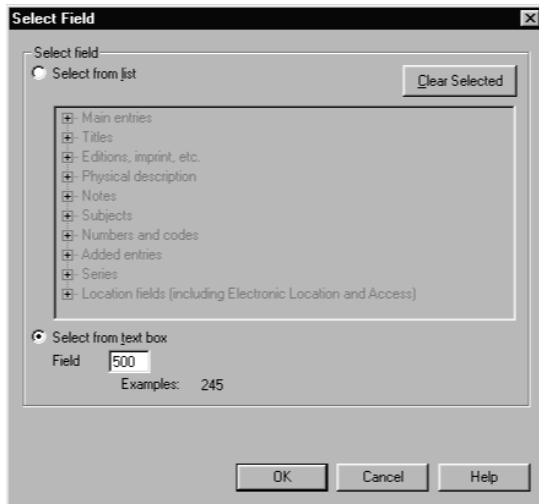 Select Field
Select field
Select from list
Clear Selected
Main entries
Titles
Editions, imprint, etc.
Physical description
Notes
Subjects
Numbers and codes
Added entries
Series
Location fields (including Electronic Location and Access)
Select from text box
Field 500
Examples: 245
OK Cancel Help